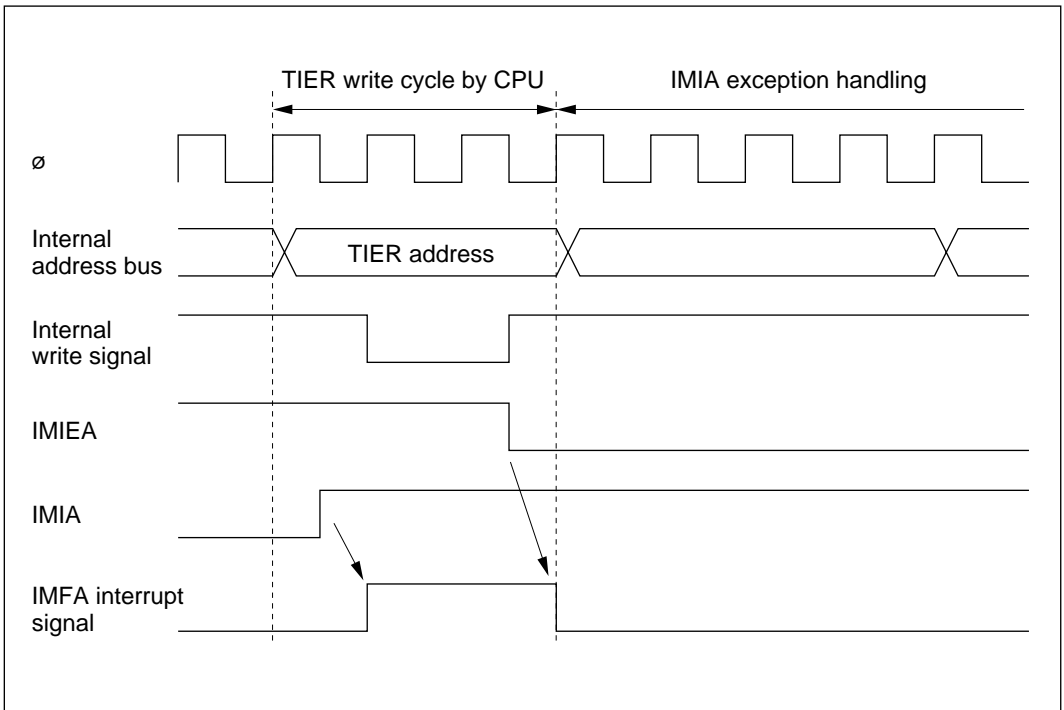 TIER write cycle by CPU
IMIA exception handling
ø
Internal
address bus
TIER address
Internal
write signal
IMIEA
IMIA
IMFA interrupt
signal